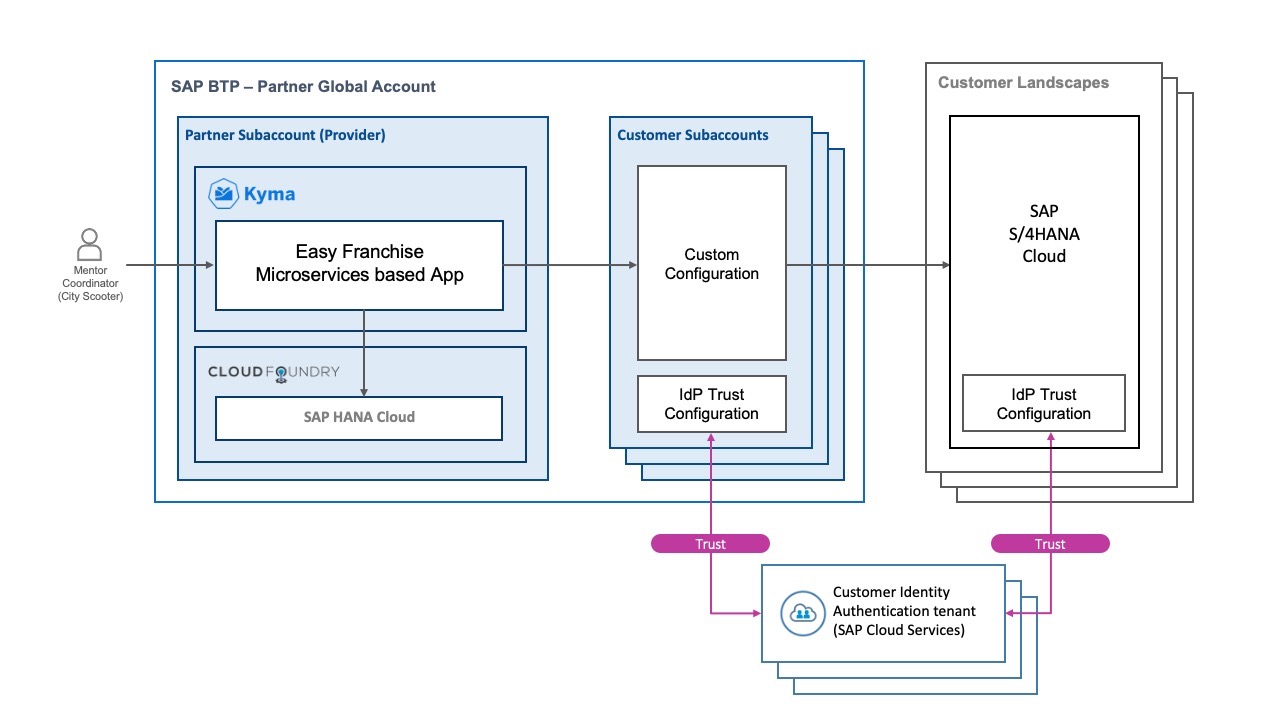 SAP BTP – Partner Global Account
Customer Landscapes
Partner Subaccount (Provider)
Customer Subaccounts
Kyma
Easy Franchise
Microservices based App
Mentor
Coordinator
(City Scooter)
Custom
Configuration
SAP
S/4HANA
Cloud
CLOUD FOUNDRY
SAP HANA Cloud
IdP Trust
Configuration
IdP Trust
Configuration
Trust
Trust
Customer Identity
Authentication tenant
(SAP Cloud Services)